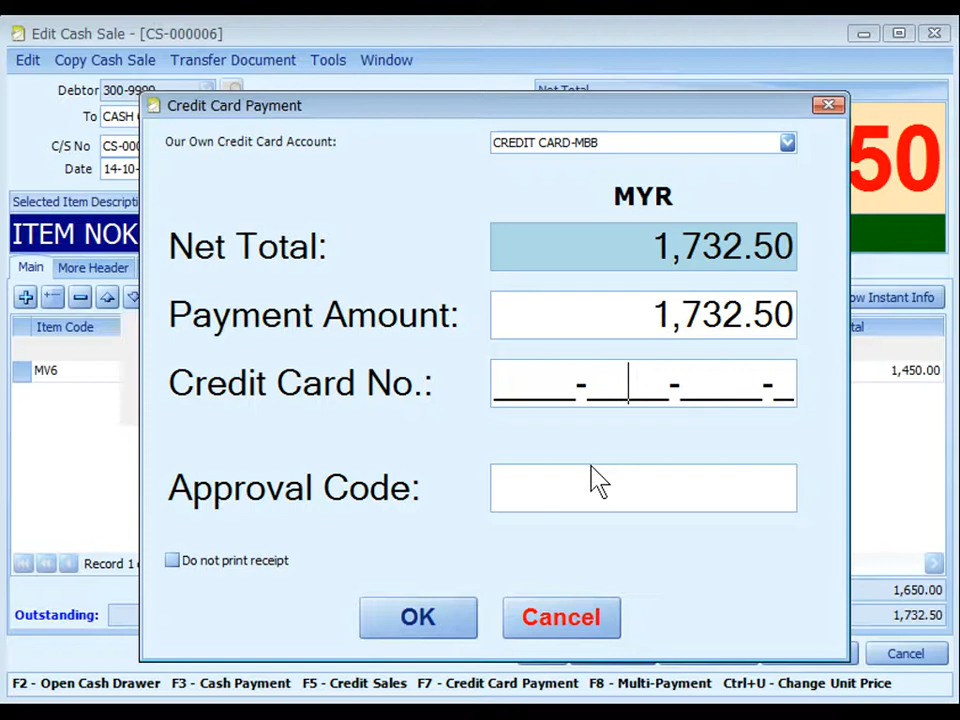 Edit Cash Sale - [CS-000006]
Edit Copy Cash Sale Transfer Document Tools Window
Debtor 300-9900
Net Total
To CASH
Credit Card Payment
Our Own Credit Card Account: CREDIT CARD-MBB
C/S No CS-000
Date 14-10-
50
MYR
Selected Item Descripti
ITEM NOK
Net Total: 1,732.50
Main More Header
ow Instant Info
Payment Amount: 1,732.50
Item Code
tal
MV6 1,450.00
Credit Card No.: _____-_____-_____-_
Approval Code:
Do not print receipt
Record 1
1,650.00
Outstanding: 1,732.50
OK Cancel
Cancel
F2 - Open Cash Drawer F3 - Cash Payment F5 - Credit Sales F7 - Credit Card Payment F8 - Multi-Payment Ctrl+U - Change Unit Price